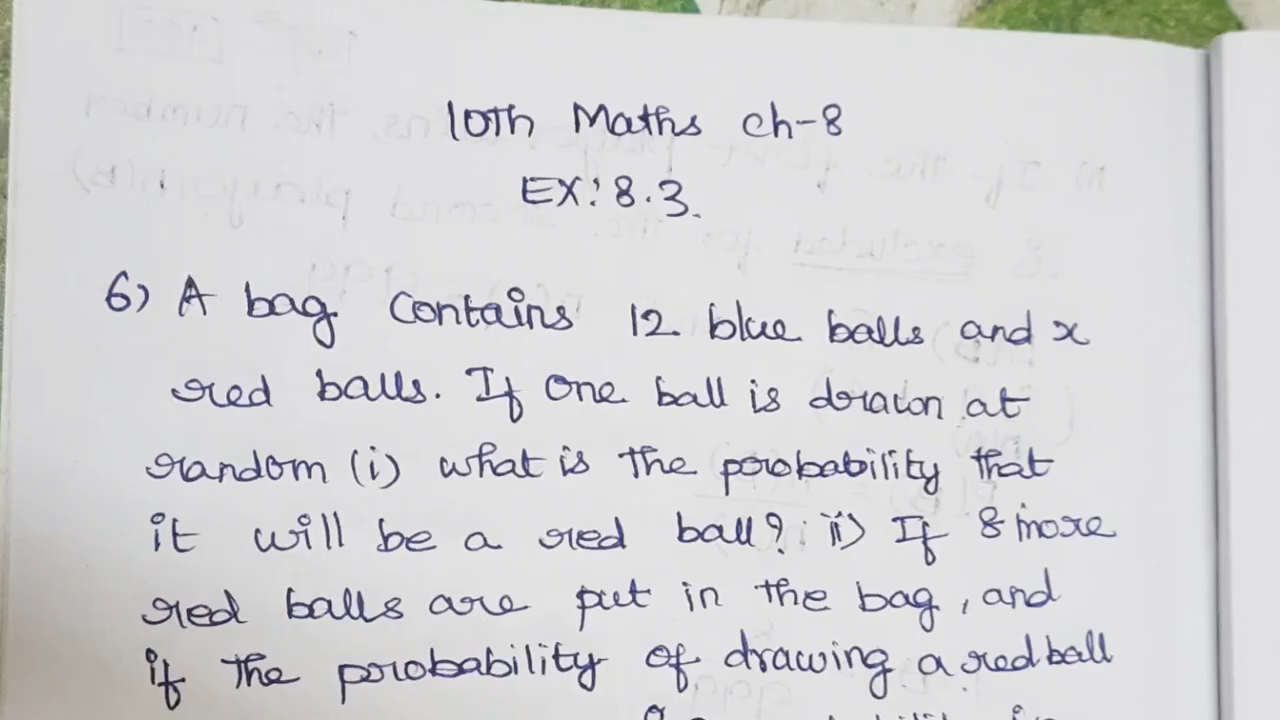 10th Maths ch-8
EX: 8.3.
6) A bag contains 12 blue balls and x
red balls. If one ball is drawn at
random (i) what is the probability that
it will be a red ball? ii) If 8 more
red balls are put in the bag, and
if the probability of drawing a red ball